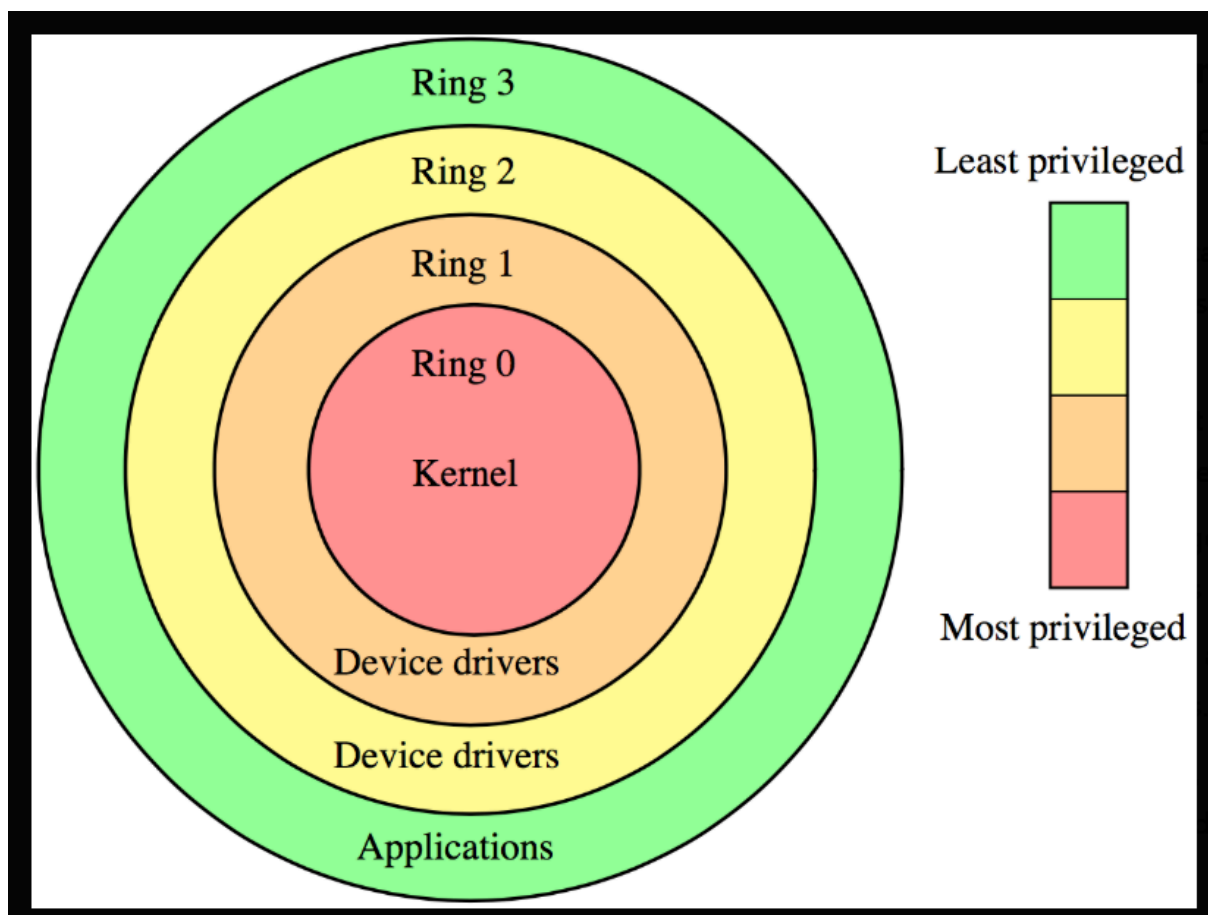 Ring 3
Ring 2
Ring 1
Ring 0
Kernel
Device drivers
Device drivers
Applications
Least privileged
Most privileged